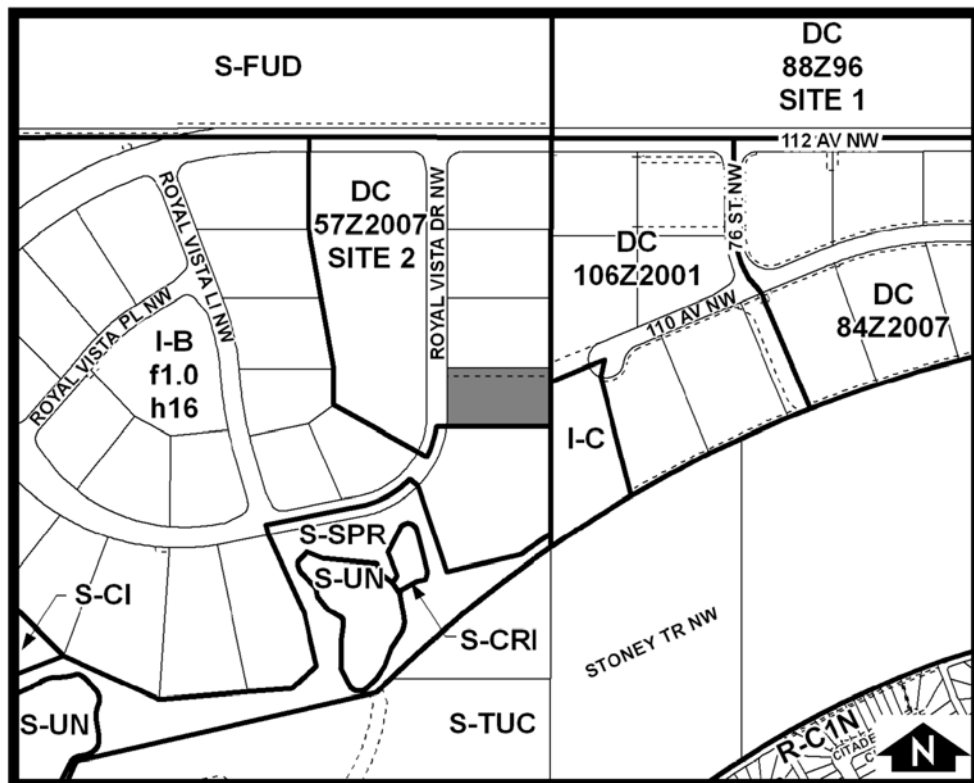 S-FUD
DC
88Z96
SITE 1
112 AV NW
ROYAL VISTA LI NW
DC
57Z2007
SITE 2
ROYAL VISTA DR NW
76 ST NW
DC
106Z2001
110 AV NW
DC
84Z2007
ROYAL VISTA PL NW
I-B
f1.0
h16
I-C
S-SPR
S-UN
S-CI
S-CRI
STONEY TR NW
S-UN
S-TUC
R-C1N
N